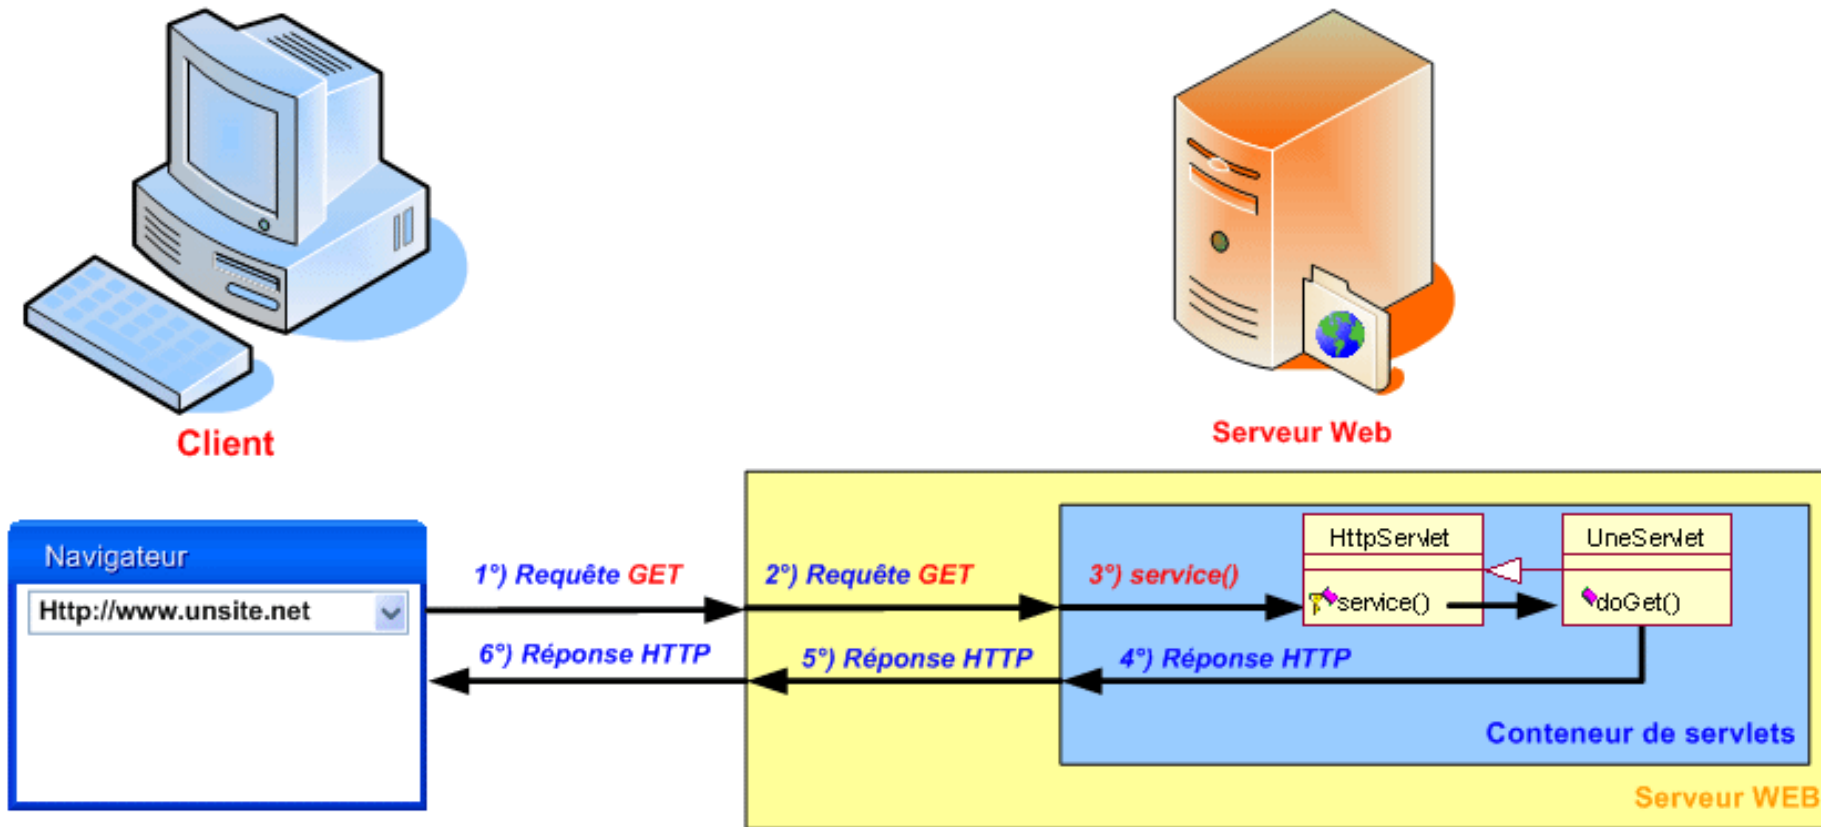 Client
Serveur Web
Navigateur
Http://www.unsite.net
1°) Requête GET
2°) Requête GET
3°) service()
HttpServlet
service()
UneServlet
doGet()
6°) Réponse HTTP
5°) Réponse HTTP
4°) Réponse HTTP
Conteneur de servlets
Serveur WEB